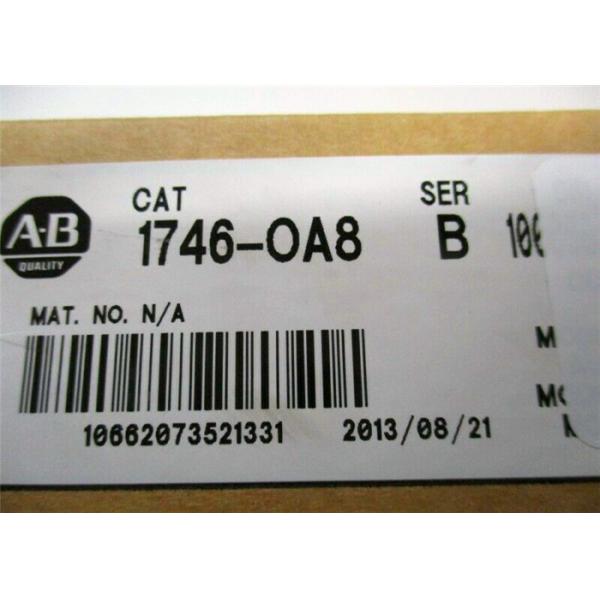 A-B
QUALITY
CAT
1746-OA8
SER
B
MAT. NO. N/A
10662073521331
2013/08/21